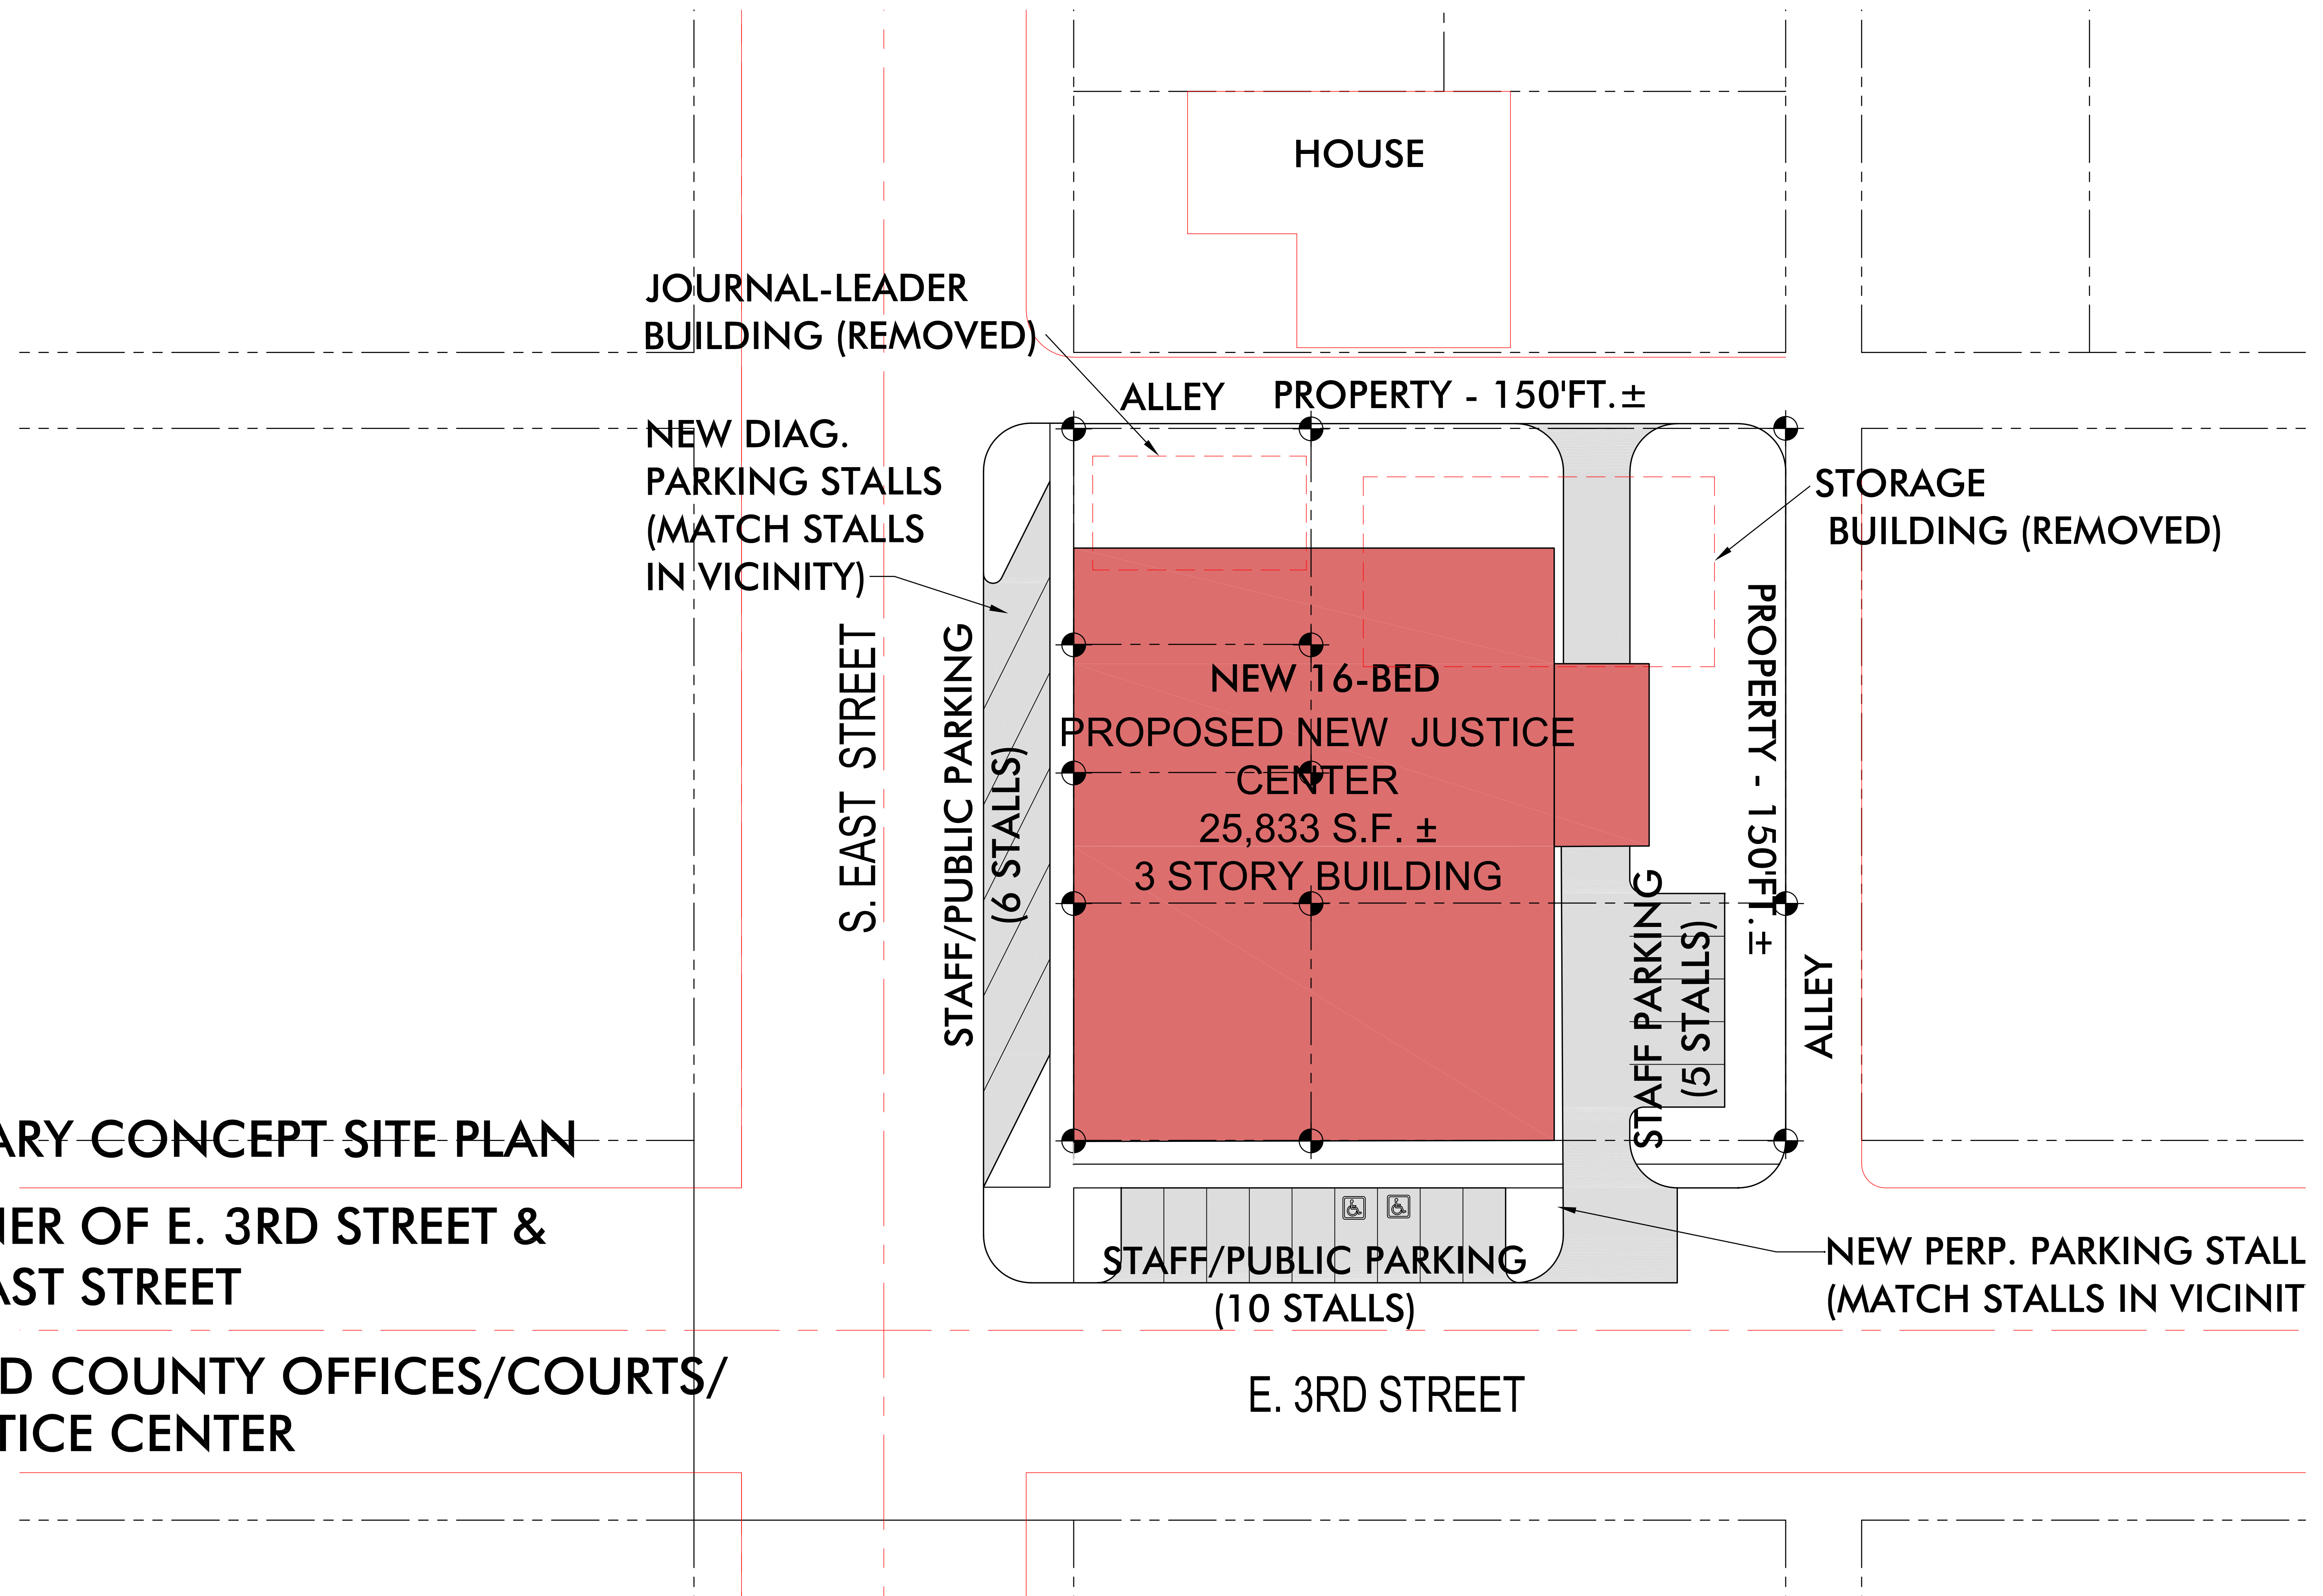 HOUSE
JOURNAL-LEADER
BUILDING (REMOVED)
ALLEY
PROPERTY - 150'FT.±
NEW DIAG.
PARKING STALLS
(MATCH STALLS
IN VICINITY)
STORAGE
BUILDING (REMOVED)
S. EAST STREET
STAFF/PUBLIC PARKING
(6 STALLS)
NEW 16-BED
PROPOSED NEW JUSTICE
CENTER
25,833 S.F. ±
3 STORY BUILDING
PROPERTY - 150'FT.±
STAFF PARKING
(5 STALLS)
ALLEY
ARY CONCEPT SITE PLAN
NER OF E. 3RD STREET &
AST STREET
D COUNTY OFFICES/COURTS/
TICE CENTER
STAFF/PUBLIC PARKING
(10 STALLS)
NEW PERP. PARKING STALL
(MATCH STALLS IN VICINIT
E. 3RD STREET